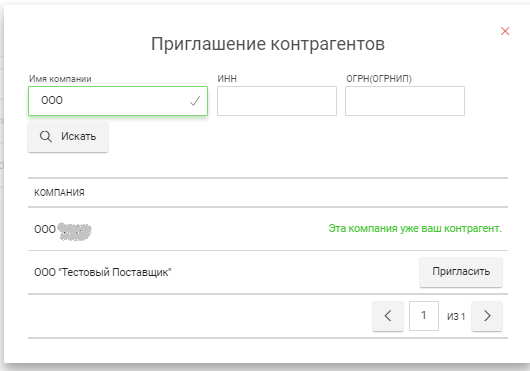 Приглашение контрагентов
Имя компании ИНН ОГРН(ОГРНИП)
ООО
Искать
КОМПАНИЯ
ООО Эта компания уже ваш контрагент.
ООО "Тестовый Поставщик" Пригласить
1 ИЗ 1